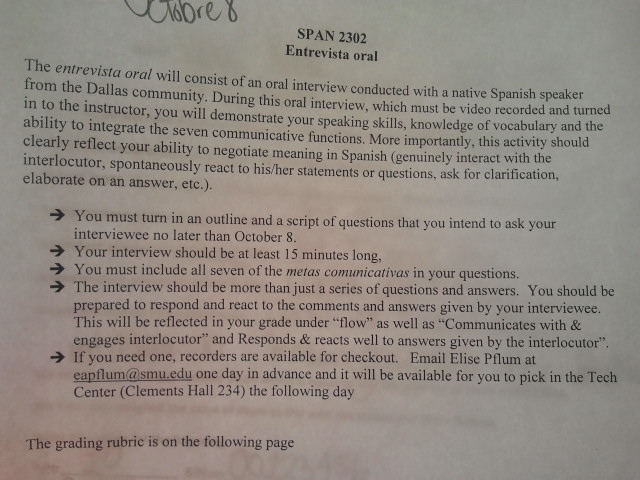 Octobre 8
SPAN 2302
Entrevista oral
The entrevista oral will consist of an oral interview conducted with a native Spanish speaker
from the Dallas community. During this oral interview, which must be video recorded and turned
in to the instructor, you will demonstrate your speaking skills, knowledge of vocabulary and the
ability to integrate the seven communicative functions. More importantly, this activity should
clearly reflect your ability to negotiate meaning in Spanish (genuinely interact with the
interlocutor, spontaneously react to his/her statements or questions, ask for clarification,
elaborate on an answer, etc.).
➔ You must turn in an outline and a script of questions that you intend to ask your
interviewee no later than October 8.
➔ Your interview should be at least 15 minutes long,
➔ You must include all seven of the metas comunicativas in your questions.
➔ The interview should be more than just a series of questions and answers. You should be
prepared to respond and react to the comments and answers given by your interviewee.
This will be reflected in your grade under “flow” as well as “Communicates with &
engages interlocutor” and Responds & reacts well to answers given by the interlocutor”.
➔ If you need one, recorders are available for checkout. Email Elise Pflum at
eapflum@smu.edu one day in advance and it will be available for you to pick in the Tech
Center (Clements Hall 234) the following day
The grading rubric is on the following page